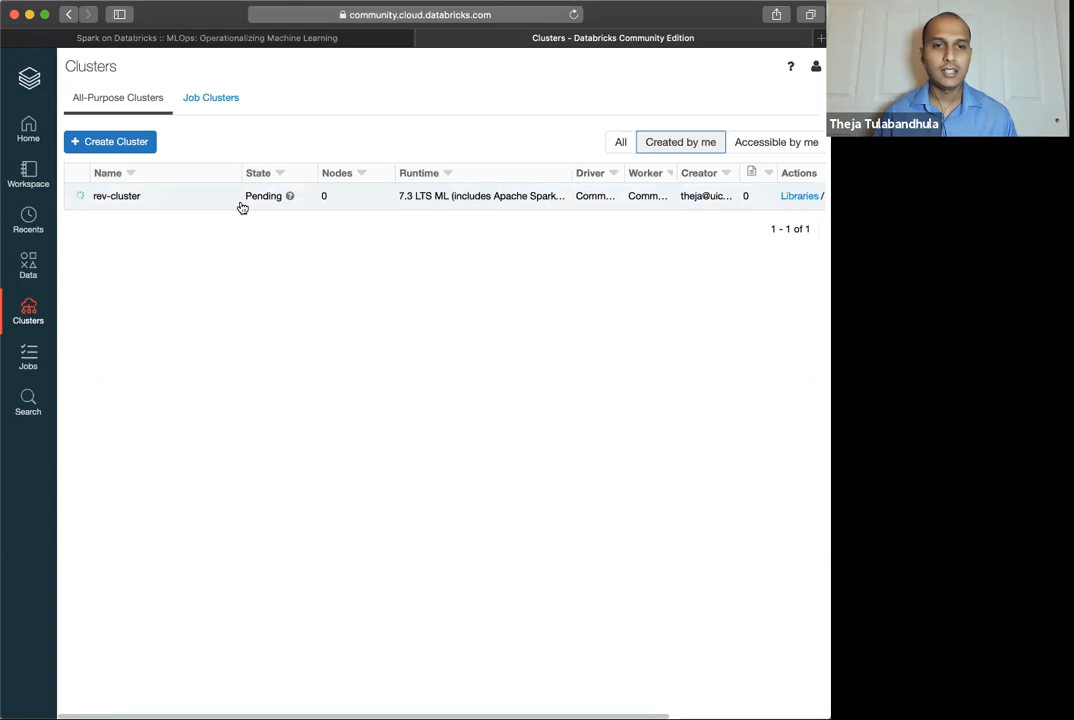 community.cloud.databricks.com
Spark on Databricks :: MLOps: Operationalizing Machine Learning
Clusters - Databricks Community Edition
Clusters
?
All-Purpose Clusters
Job Clusters
+ Create Cluster
All
Created by me
Accessible by me
Name
State
Nodes
Runtime
Driver
Worker
Creator
Actions
rev-cluster
Pending
?
0
7.3 LTS ML (includes Apache Spark...
Comm...
Comm...
theja@uic...
0
Libraries /
1 - 1 of 1
Home
Workspace
Recents
Data
Clusters
Jobs
Search
Theja Tulabandhula